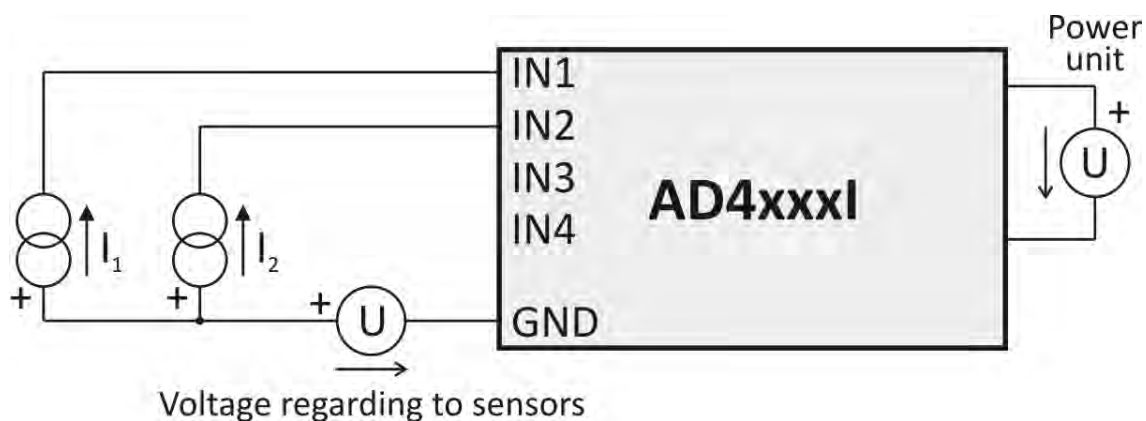 Power
unit
IN1
IN2
IN3
IN4
GND
AD4xxxI
+
U
I1
+
I2
+
+
U
Voltage regarding to sensors